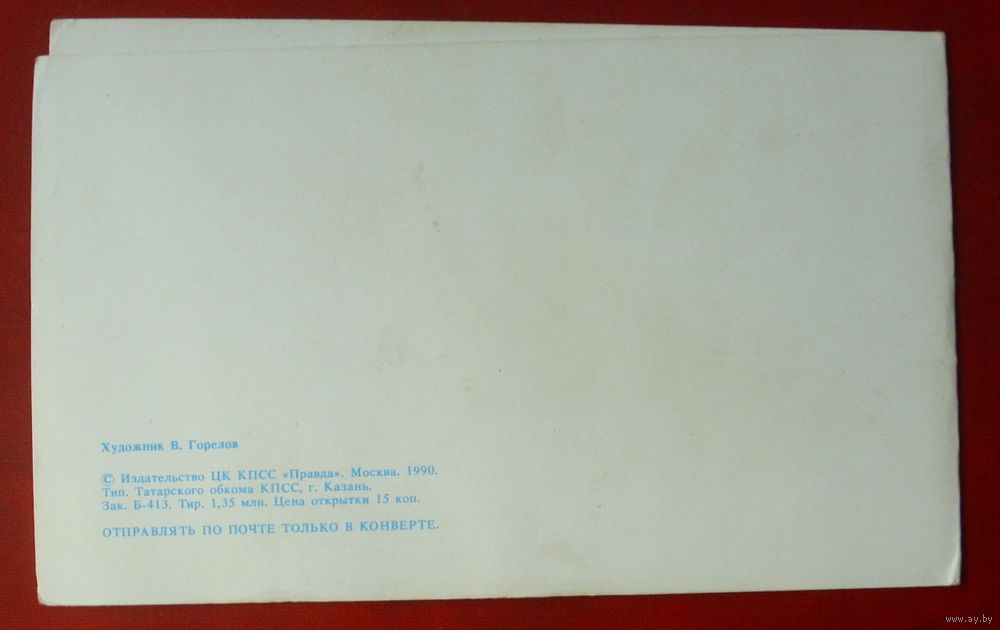 Художник В. Горелов
© Издательство ЦК КПСС «Правда». Москва. 1990.
Тип. Татарского обкома КПСС, г. Казань.
Зак. Б-413. Тир. 1,35 млн. Цена открытки 15 коп.
ОТПРАВЛЯТЬ ПО ПОЧТЕ ТОЛЬКО В КОНВЕРТЕ.
www.ay.by